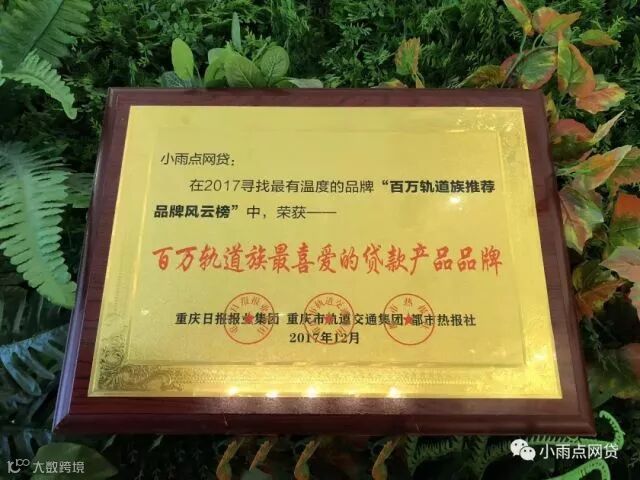 小雨点网贷：
在2017寻找最有温度的品牌“百万轨道族推荐
品牌风云榜”中，荣获——
百万轨道族最喜爱的贷款产品品牌
重庆日报报业集团 重庆市轨道交通集团 都市热报社
2017年12月
小雨点网贷
大数跨境